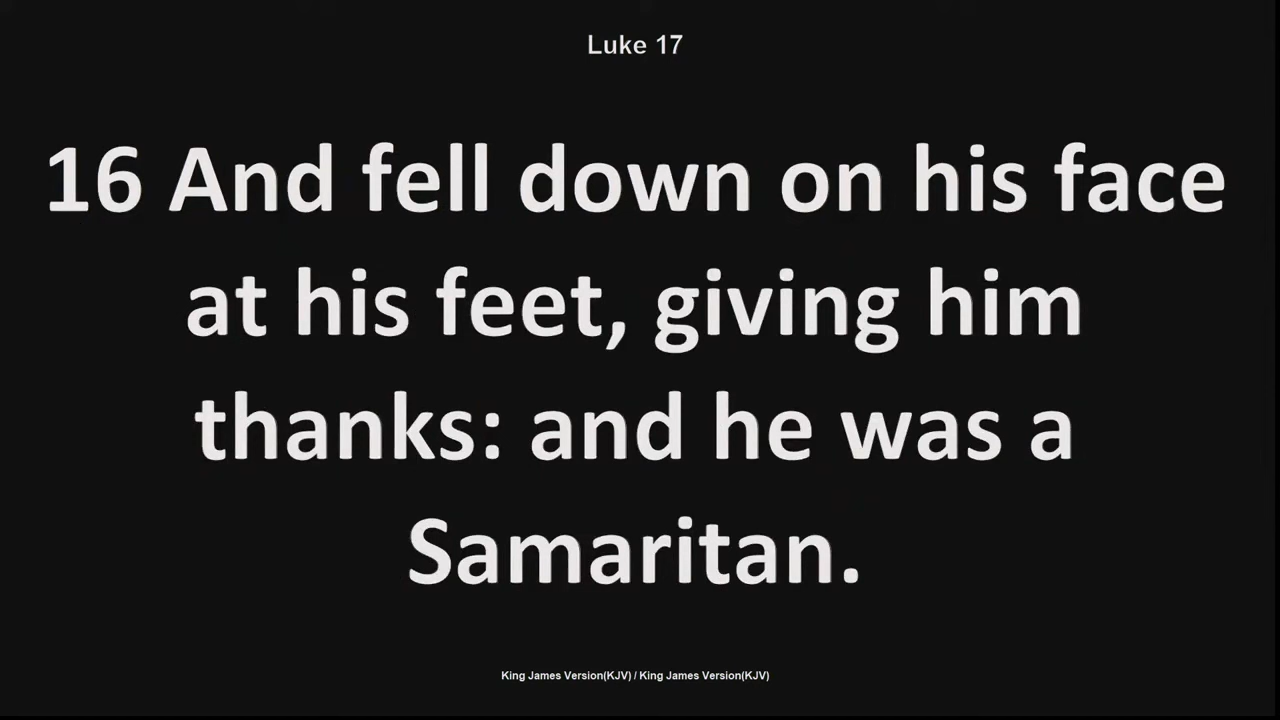 Luke 17
16 And fell down on his face
at his feet, giving him
thanks: and he was a
Samaritan.
King James Version(KJV) / King James Version(KJV)